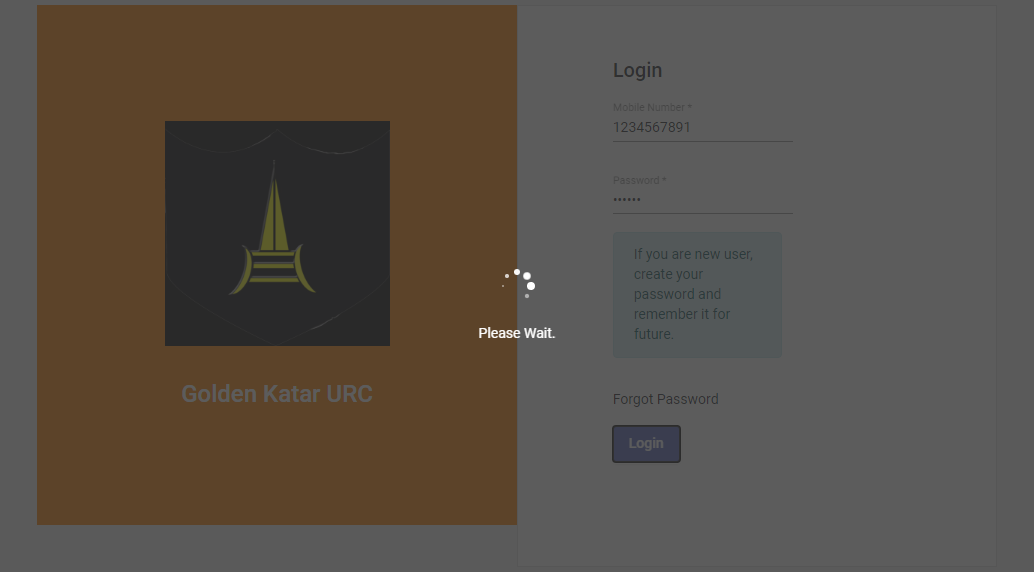 Login
Mobile Number *
1234567891
Password *
••••••
If you are new user,
create your
password and
remember it for
future.
Please Wait.
Golden Katar URC
Forgot Password
Login